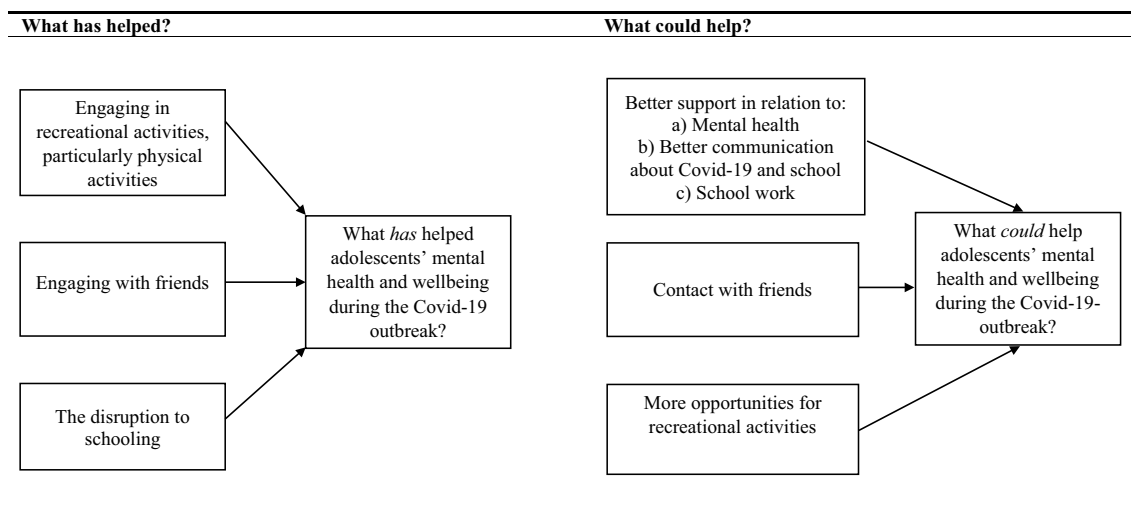 What has helped?
What could help?
Engaging in
recreational activities,
particularly physical
activities
Engaging with friends
The disruption to
schooling
What has helped
adolescents' mental
health and wellbeing
during the Covid-19
outbreak?
Better support in relation to:
a) Mental health
b) Better communication
about Covid-19 and school
c) School work
Contact with friends
More opportunities for
recreational activities
What could help
adolescents' mental
health and wellbeing
during the Covid-19-
outbreak?